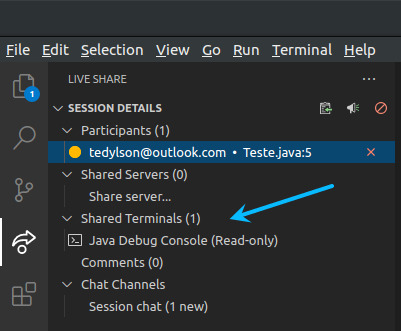 File Edit Selection View Go Run Terminal Help
LIVE SHARE
SESSION DETAILS
Participants (1)
tedylson@outlook.com • Teste.java:5
Shared Servers (0)
Share server...
Shared Terminals (1)
Java Debug Console (Read-only)
Comments (0)
Chat Channels
Session chat (1 new)
1